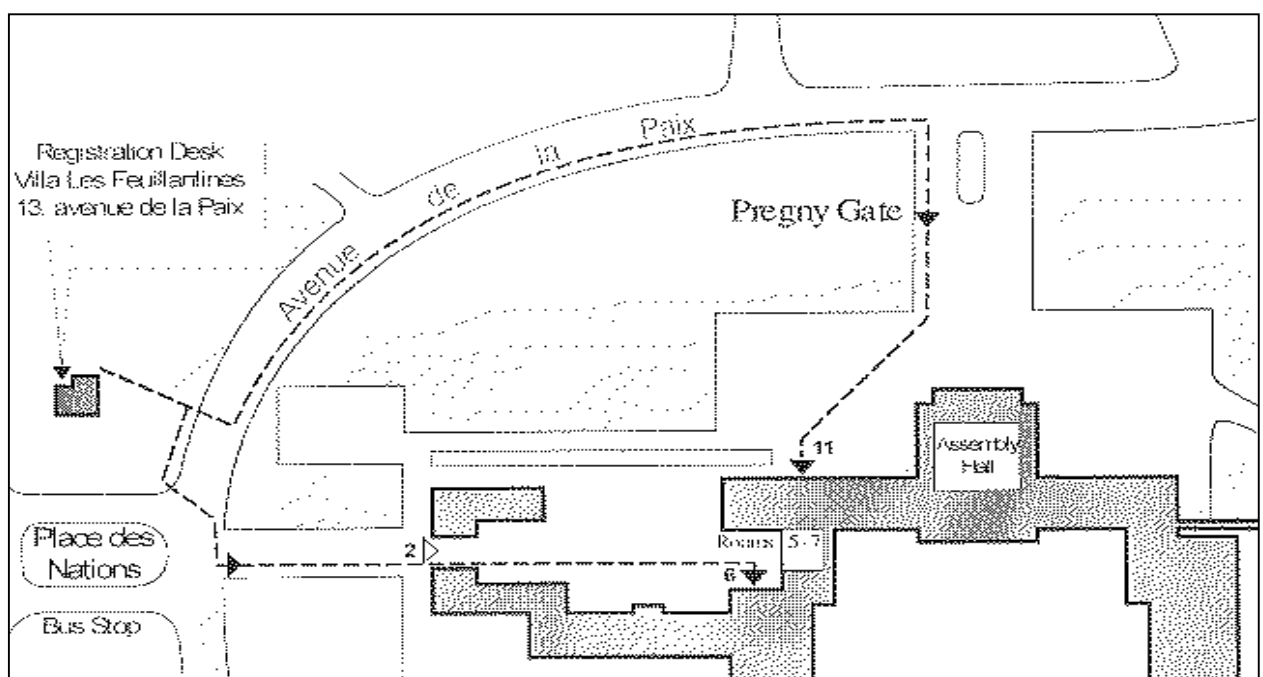 Registration Desk
Villa Les Feuillantines
13, avenue de la Paix
Avenue de la Paix
Pregny Gate
11
Assembly
Hall
Place des
Nations
2
Rooms 5-7
6
Bus Stop